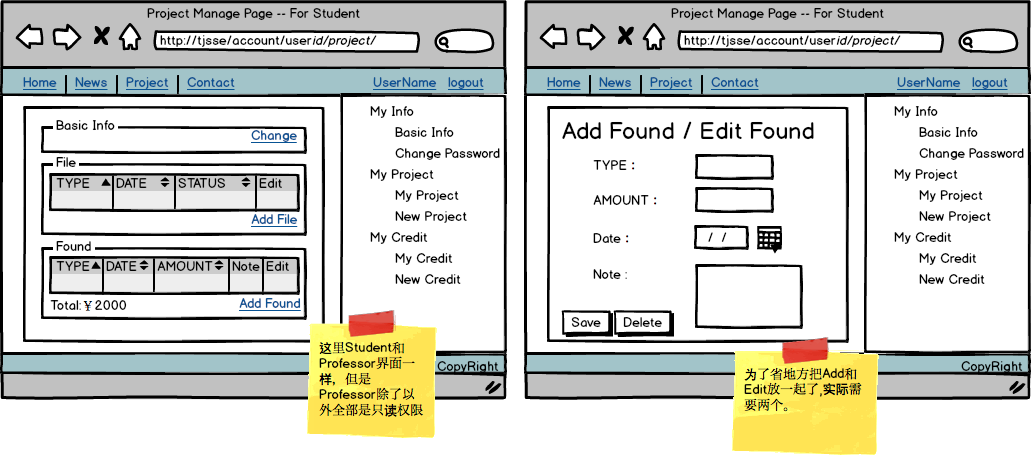 Project Manage Page -- For Student
http://tjsse/account/userid/project/
Home News Project Contact UserName logout
Basic Info
Change
File
TYPE DATE STATUS Edit
Add File
Found
TYPE DATE AMOUNT Note Edit
Total:¥2000
Add Found
My Info
Basic Info
Change Password
My Project
My Project
New Project
My Credit
My Credit
New Credit
这里Student和
Professor界面一
样，但是
Professor除了以
外全部是只读权限
CopyRight
Project Manage Page -- For Student
http://tjsse/account/userid/project/
Home News Project Contact UserName logout
Add Found / Edit Found
TYPE :
AMOUNT :
Date : / /
Note :
Save Delete
My Info
Basic Info
Change Password
My Project
My Project
New Project
My Credit
My Credit
New Credit
为了省地方把Add和
Edit放一起了,实际需
要两个。
CopyRight